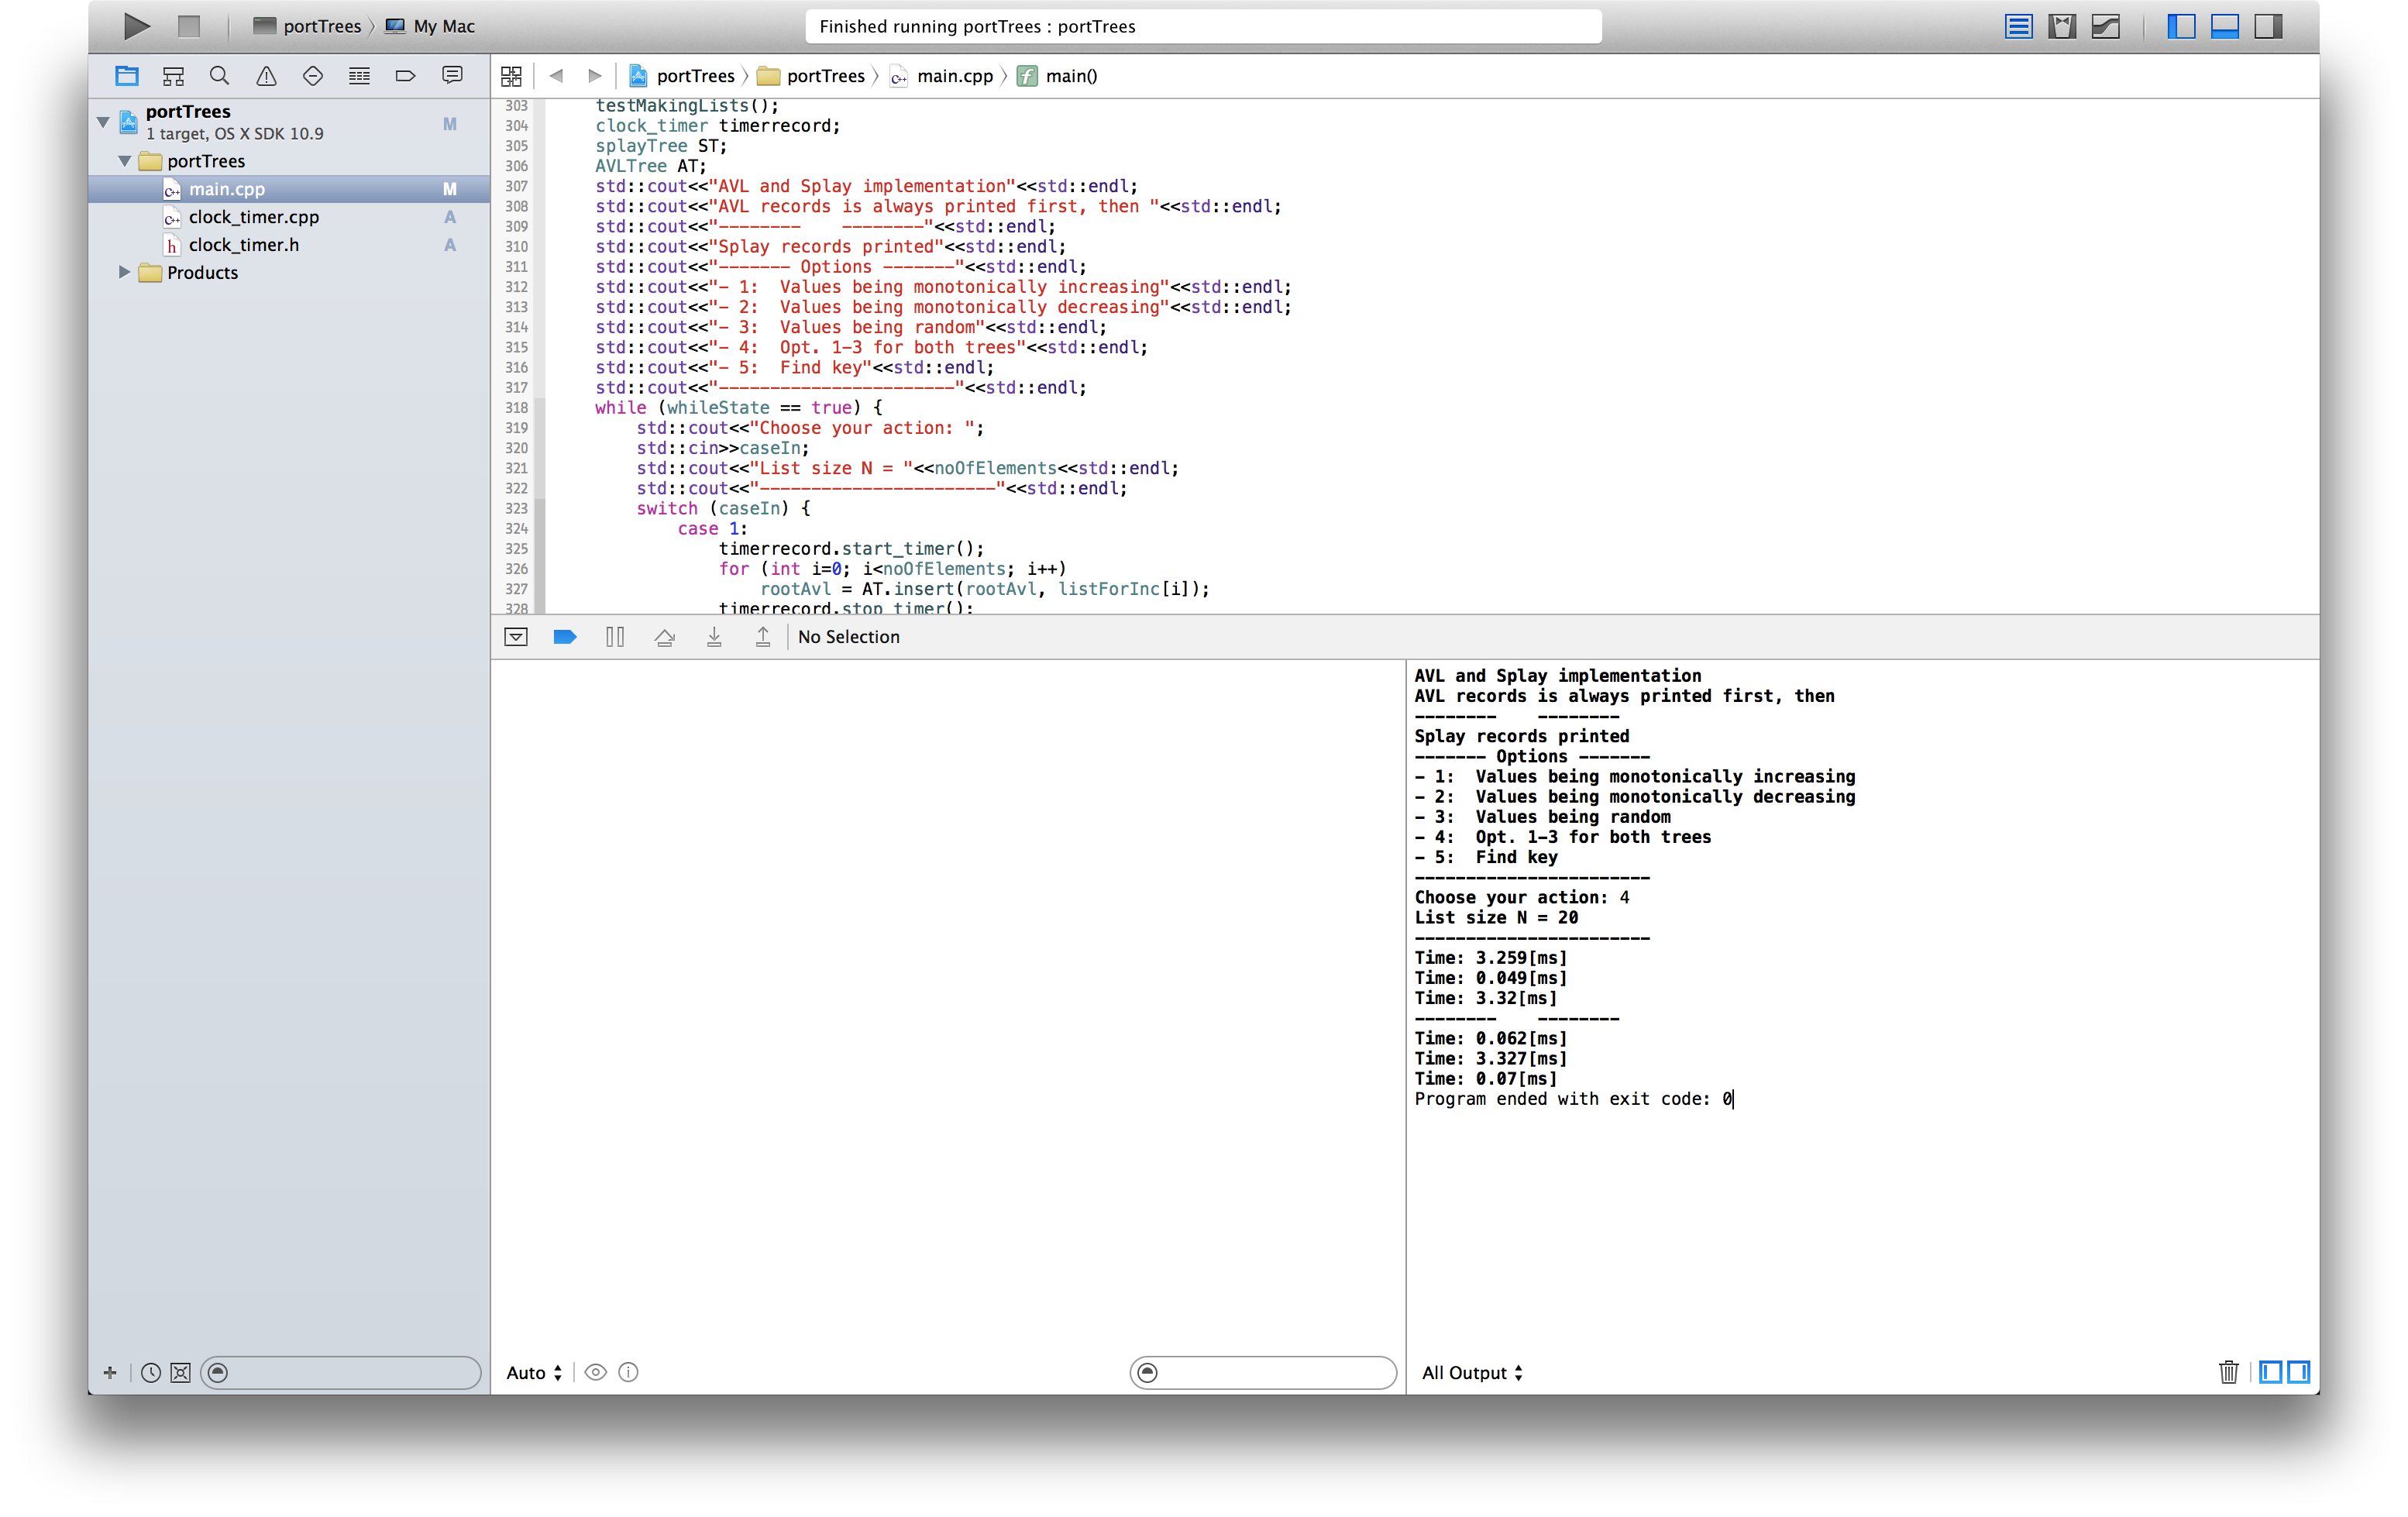 portTrees 〉 My Mac
Finished running portTrees : portTrees
portTrees
1 target, OS X SDK 10.9
M
portTrees
main.cpp M
clock_timer.cpp A
clock_timer.h A
Products
portTrees 〉 portTrees 〉 main.cpp 〉 main()
303 testMakingLists();
304 clock_timer timerrecord;
305 splayTree ST;
306 AVLTree AT;
307 std::cout<<"AVL and Splay implementation"<<std::endl;
308 std::cout<<"AVL records is always printed first, then "<<std::endl;
309 std::cout<<"--------    --------"<<std::endl;
310 std::cout<<"Splay records printed"<<std::endl;
311 std::cout<<"------- Options -------"<<std::endl;
312 std::cout<<"- 1:  Values being monotonically increasing"<<std::endl;
313 std::cout<<"- 2:  Values being monotonically decreasing"<<std::endl;
314 std::cout<<"- 3:  Values being random"<<std::endl;
315 std::cout<<"- 4:  Opt. 1-3 for both trees"<<std::endl;
316 std::cout<<"- 5:  Find key"<<std::endl;
317 std::cout<<"-----------------------"<<std::endl;
318 while (whileState == true) {
319 std::cout<<"Choose your action: ";
320 std::cin>>caseIn;
321 std::cout<<"List size N = "<<noOfElements<<std::endl;
322 std::cout<<"-----------------------"<<std::endl;
323 switch (caseIn) {
324 case 1:
325 timerrecord.start_timer();
326 for (int i=0; i<noOfElements; i++)
327 rootAvl = AT.insert(rootAvl, listForInc[i]);
328 timerrecord.stop_timer();
No Selection
AVL and Splay implementation
AVL records is always printed first, then
--------    --------
Splay records printed
------- Options -------
- 1:  Values being monotonically increasing
- 2:  Values being monotonically decreasing
- 3:  Values being random
- 4:  Opt. 1-3 for both trees
- 5:  Find key
-----------------------
Choose your action: 4
List size N = 20
-----------------------
Time: 3.259[ms]
Time: 0.049[ms]
Time: 3.32[ms]
--------    --------
Time: 0.062[ms]
Time: 3.327[ms]
Time: 0.07[ms]
Program ended with exit code: 0
Auto
All Output